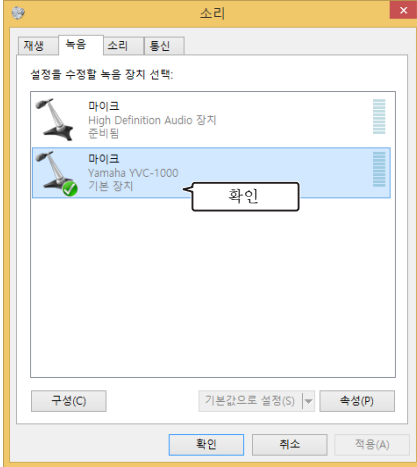 소리
재생 녹음 소리 통신
설정을 수정할 녹음 장치 선택:
마이크
High Definition Audio 장치
준비됨
마이크
Yamaha YVC-1000
기본 장치
확인
구성(C) 기본값으로 설정(S) 속성(P)
확인 취소 적용(A)